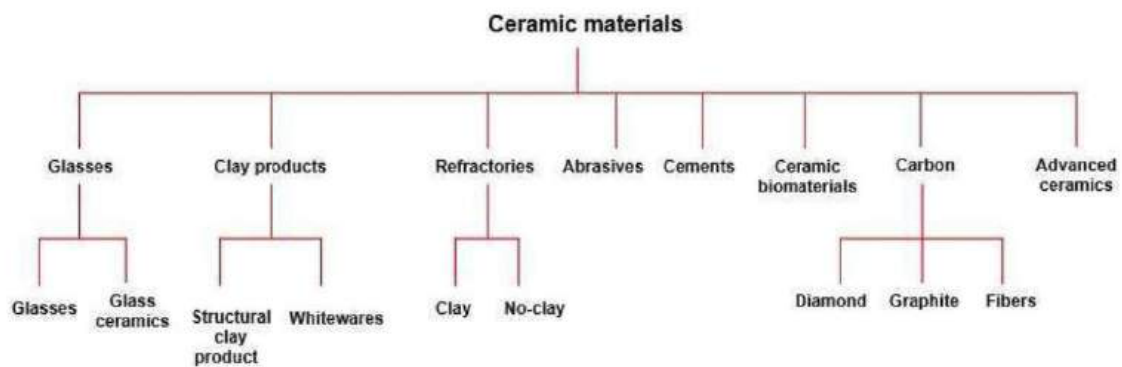 Ceramic materials
Glasses
Clay products
Refractories
Abrasives
Cements
Ceramic
biomaterials
Carbon
Advanced
ceramics
Glasses
Glass
ceramics
Structural
clay
product
Whitewares
Clay
No-clay
Diamond
Graphite
Fibers